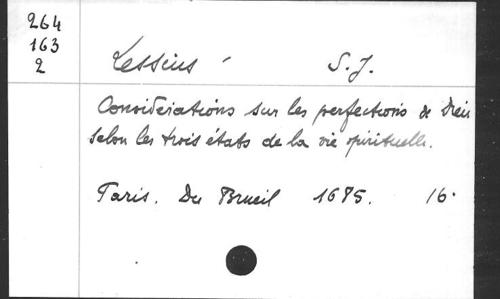 264
163
2
Lessius S.J.
Considérations sur les perfections de Dieu
selon les trois états de la vie spirituelle.
Paris. Du Brueil 1675. 16.